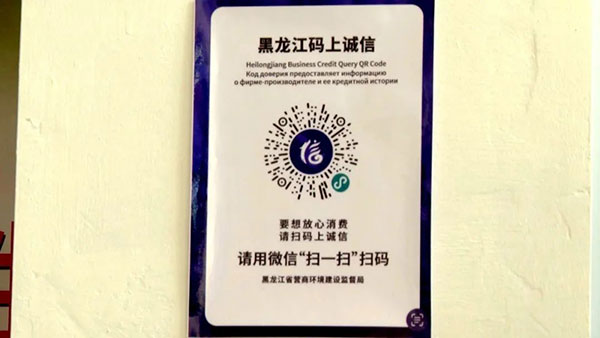 黑龙江码上诚信
Heilongjiang Business Credit Query QR Code
Код доверия предоставляет информацию
о фирме-производителе и ее кредитной истории
信
要想放心消费
请扫码上诚信
请用微信“扫一扫”扫码
黑龙江省营商环境建设监督局